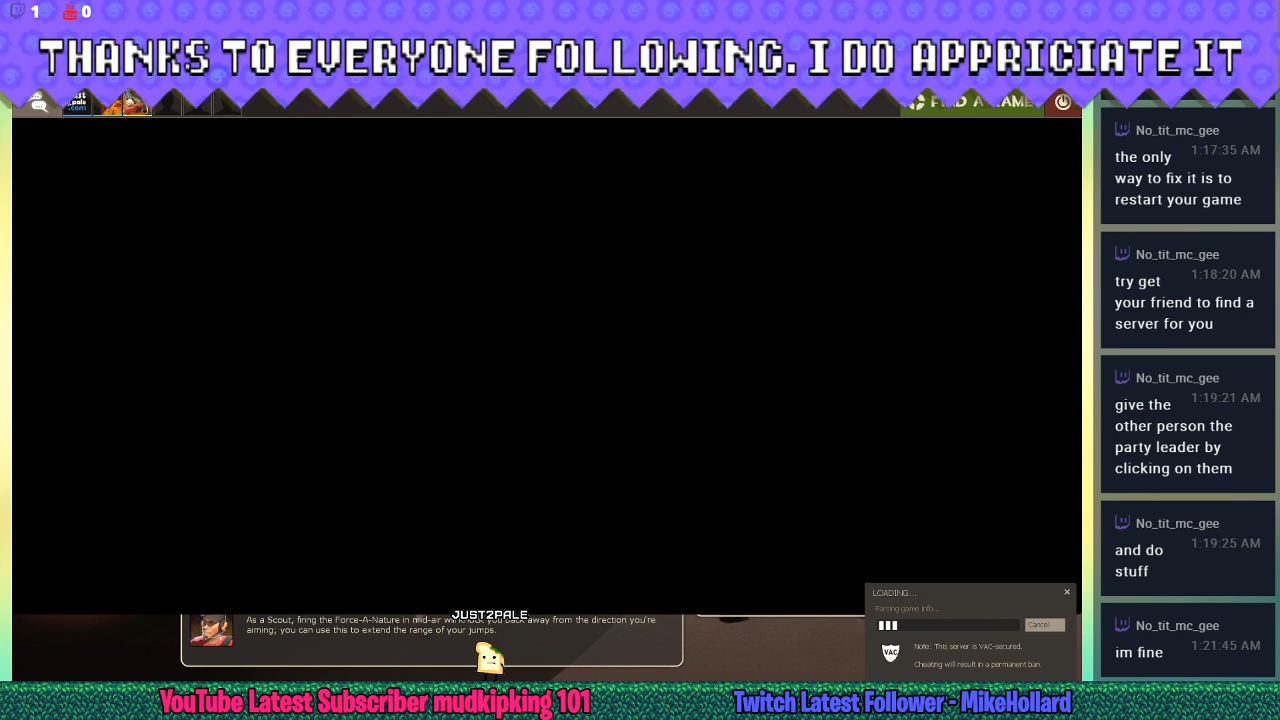 1 0
THANKS TO EVERYONE FOLLOWING. I DO APPRICIATE IT
FIND A GAME
No_tit_mc_gee
1:17:35 AM
the only
way to fix it is to
restart your game
No_tit_mc_gee
1:18:20 AM
try get
your friend to find a
server for you
No_tit_mc_gee
1:19:21 AM
give the
other person the
party leader by
clicking on them
No_tit_mc_gee
1:19:25 AM
and do
stuff
No_tit_mc_gee
1:21:45 AM
im fine
JUST2PALE
As a Scout, firing the Force-A-Nature in mid-air will knock you back away from the direction you're
aiming; you can use this to extend the range of your jumps.
LOADING...
Parsing game info...
Cancel
VAC
Note: This server is VAC-secured.
Cheating will result in a permanent ban.
YouTube Latest Subscriber mudkipking 101
Twitch Latest Follower - MikeHollard